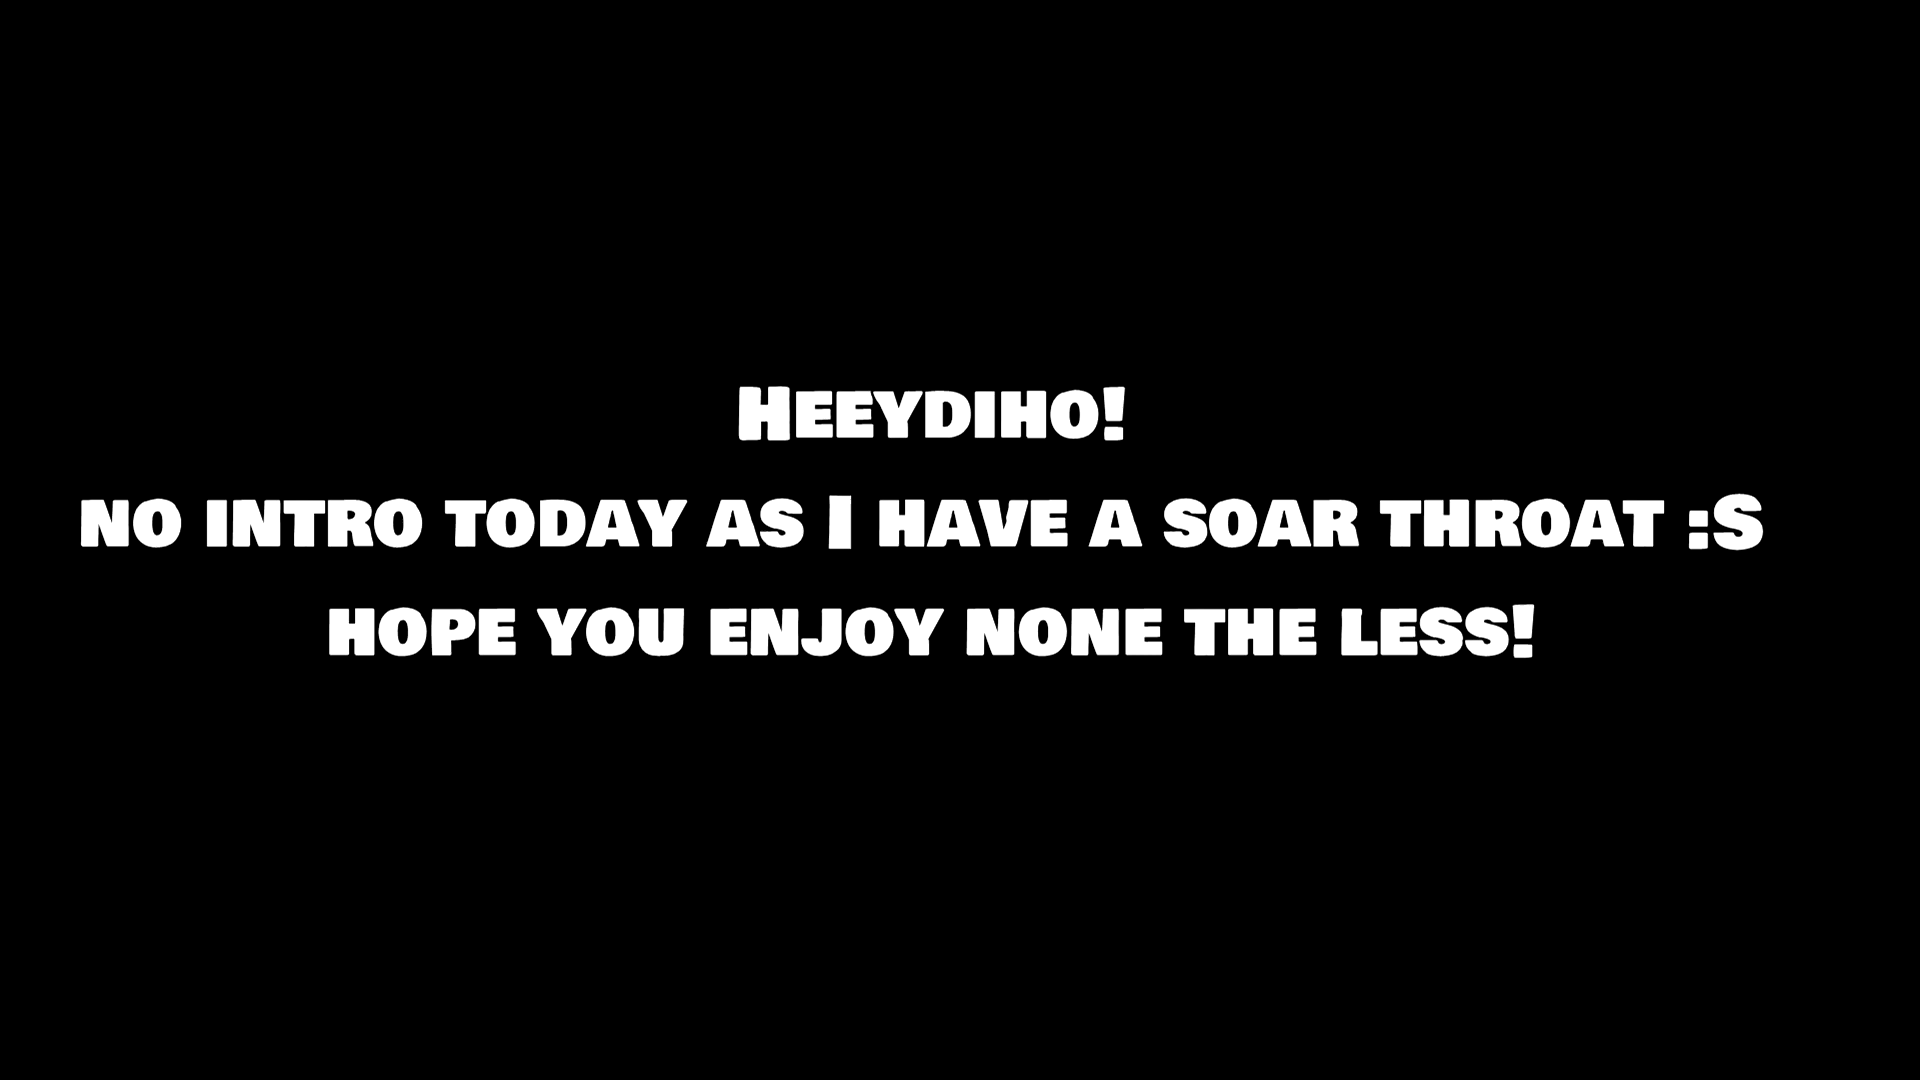 Heeydiho!
no intro today as I have a soar throat :S
hope you enjoy none the less!